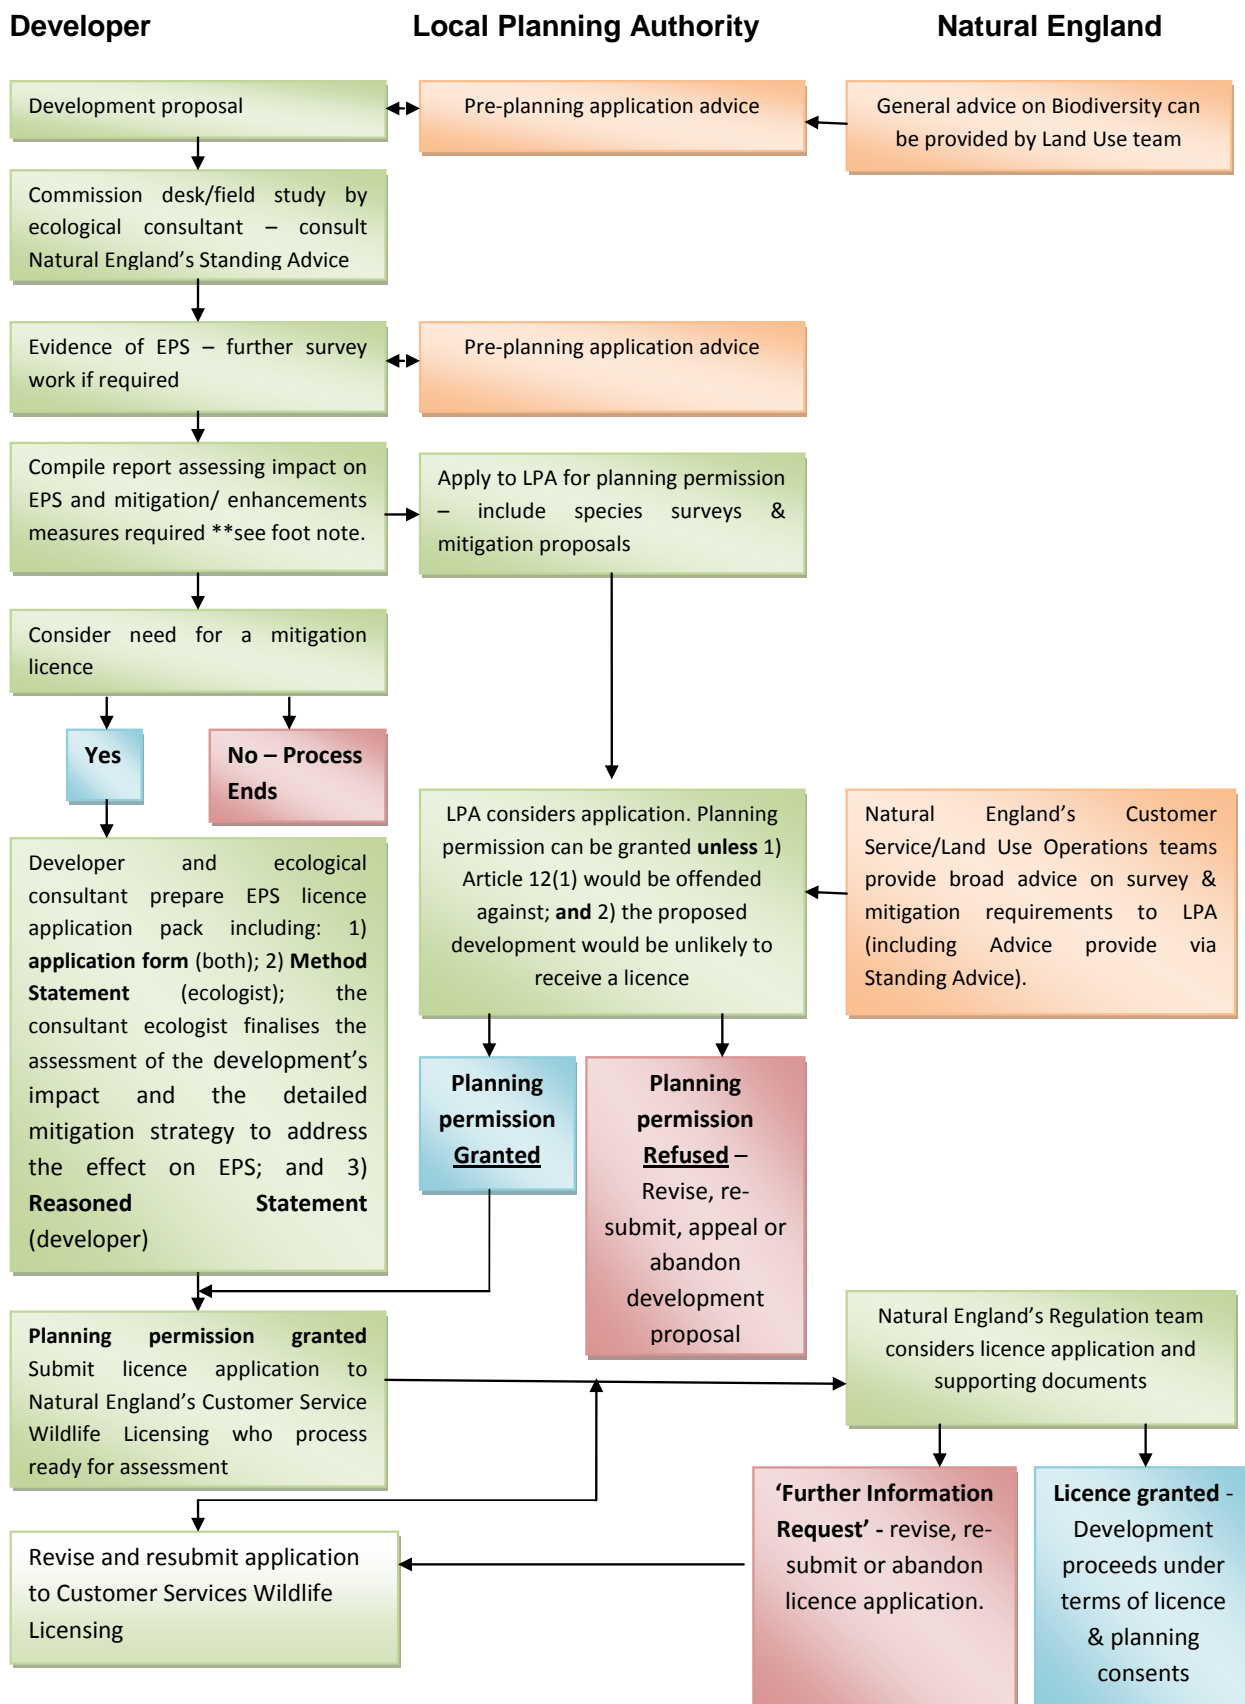 Developer
Local Planning Authority
Natural England
Development proposal
Pre-planning application advice
General advice on Biodiversity can
be provided by Land Use team
Commission desk/field study by
ecological consultant – consult
Natural England’s Standing Advice
Evidence of EPS – further survey
work if required
Pre-planning application advice
Compile report assessing impact on
EPS and mitigation/ enhancements
measures required **see foot note.
Apply to LPA for planning permission
– include species surveys &
mitigation proposals
Consider need for a mitigation
licence
Yes
No – Process
Ends
LPA considers application. Planning
permission can be granted unless 1)
Article 12(1) would be offended
against; and 2) the proposed
development would be unlikely to
receive a licence
Natural England’s Customer
Service/Land Use Operations teams
provide broad advice on survey &
mitigation requirements to LPA
(including Advice provide via
Standing Advice).
Developer and ecological
consultant prepare EPS licence
application pack including: 1)
application form (both); 2) Method
Statement (ecologist); the
consultant ecologist finalises the
assessment of the development’s
impact and the detailed
mitigation strategy to address
the effect on EPS; and 3)
Reasoned Statement
(developer)
Planning
permission
Granted
Planning
permission
Refused –
Revise, re-
submit, appeal or
abandon
development
proposal
Planning permission granted
Submit licence application to
Natural England’s Customer Service
Wildlife Licensing who process
ready for assessment
Natural England’s Regulation team
considers licence application and
supporting documents
‘Further Information
Request’ - revise, re-
submit or abandon
licence application.
Licence granted -
Development
proceeds under
terms of licence
& planning
consents
Revise and resubmit application
to Customer Services Wildlife
Licensing